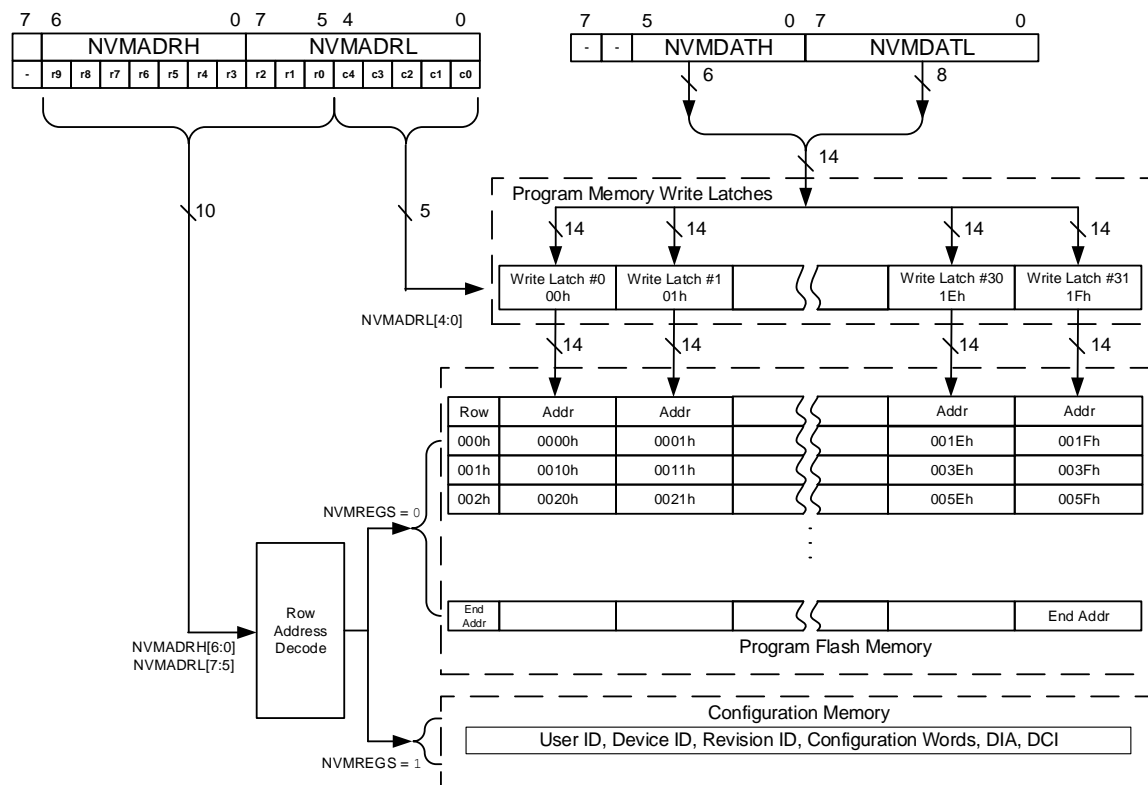 7 6 0 7 5 4 0
NVMADRH NVMADRL
- r9 r8 r7 r6 r5 r4 r3 r2 r1 r0 c4 c3 c2 c1 c0
7 5 0 7 0
- - NVMDATH NVMDATL
6 8
14
10 5
Program Memory Write Latches
14 14 14 14
Write Latch #0 Write Latch #1 Write Latch #30 Write Latch #31
00h 01h 1Eh 1Fh
NVMADRL[4:0]
14 14 14 14
Row Addr Addr Addr Addr
000h 0000h 0001h 001Eh 001Fh
001h 0010h 0011h 003Eh 003Fh
002h 0020h 0021h 005Eh 005Fh
NVMREGS = 0
End
Addr
End Addr
Program Flash Memory
Row
Address
Decode
NVMADRH[6:0]
NVMADRL[7:5]
Configuration Memory
User ID, Device ID, Revision ID, Configuration Words, DIA, DCI
NVMREGS = 1